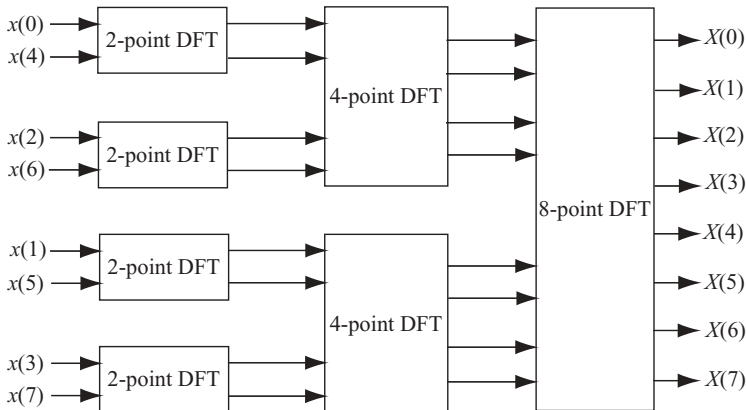 x(0)
x(4)
2-point DFT
x(2)
x(6)
2-point DFT
4-point DFT
x(1)
x(5)
2-point DFT
x(3)
x(7)
2-point DFT
4-point DFT
8-point DFT
X(0)
X(1)
X(2)
X(3)
X(4)
X(5)
X(6)
X(7)